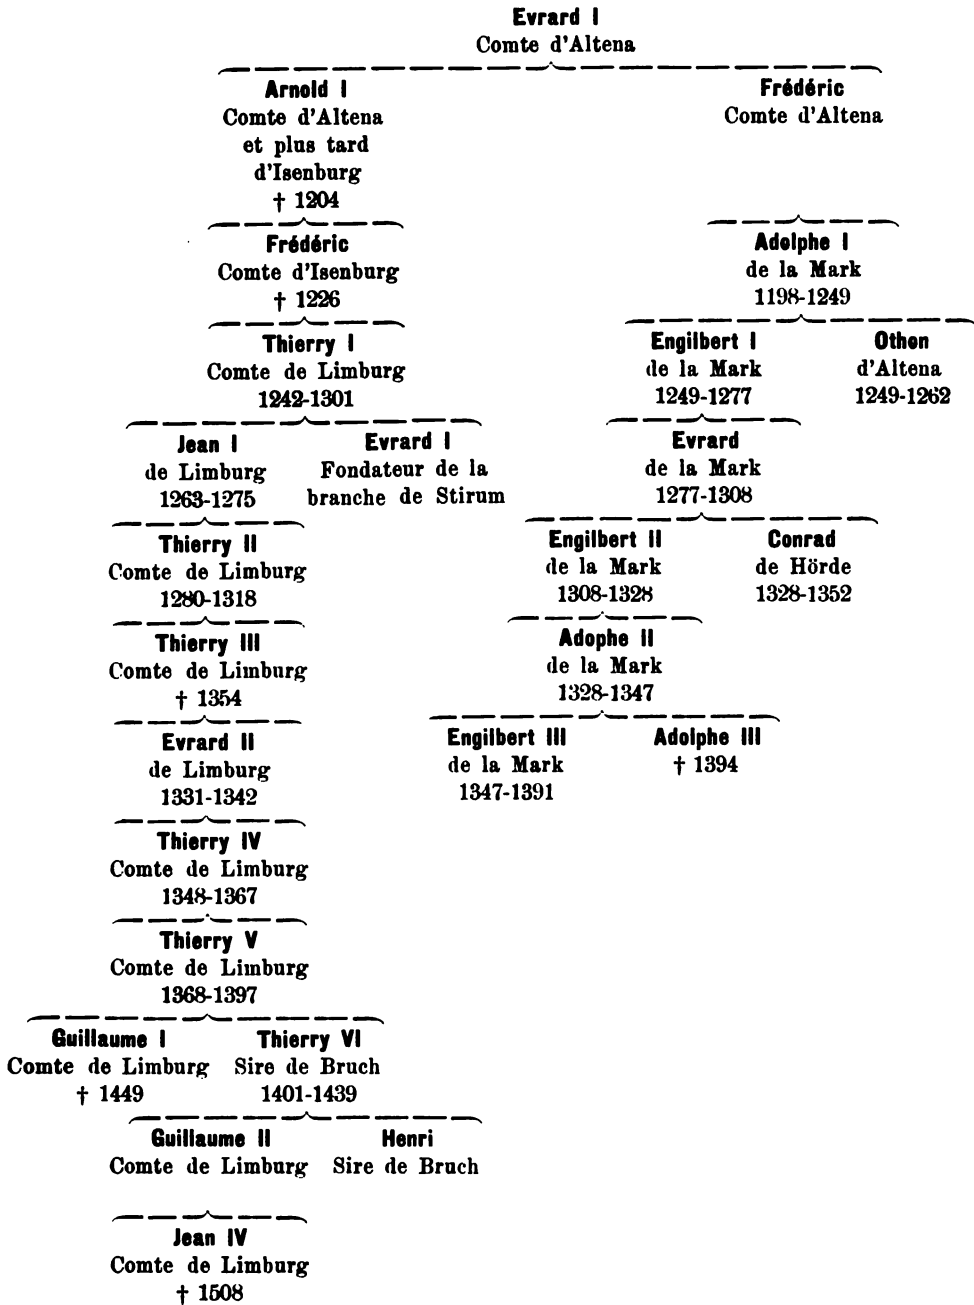 Evrard I
Comte d'Altena
Arnold I
Comte d'Altena
et plus tard
d'Isenburg
† 1204
Frédéric
Comte d'Altena
Frédéric
Comte d'Isenburg
† 1226
Adolphe I
de la Mark
1198-1249
Thierry I
Comte de Limburg
1242-1301
Engilbert I
de la Mark
1249-1277
Othon
d'Altena
1249-1262
Jean I
de Limburg
1263-1275
Evrard I
Fondateur de la
branche de Stirum
Evrard
de la Mark
1277-1308
Thierry II
Comte de Limburg
1280-1318
Engilbert II
de la Mark
1308-1328
Conrad
de Hörde
1328-1352
Thierry III
Comte de Limburg
† 1354
Adophe II
de la Mark
1328-1347
Evrard II
de Limburg
1331-1342
Engilbert III
de la Mark
1347-1391
Adolphe III
† 1394
Thierry IV
Comte de Limburg
1348-1367
Thierry V
Comte de Limburg
1368-1397
Guillaume I
Comte de Limburg
† 1449
Thierry VI
Sire de Bruch
1401-1439
Guillaume II
Comte de Limburg
Henri
Sire de Bruch
Jean IV
Comte de Limburg
† 1508